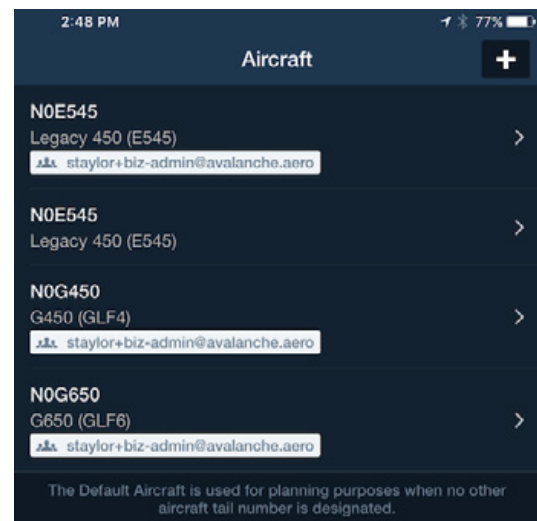 2:48 PM 77%
Aircraft
N0E545
Legacy 450 (E545)
staylor+biz-admin@avalanche.aero
N0E545
Legacy 450 (E545)
N0G450
G450 (GLF4)
staylor+biz-admin@avalanche.aero
N0G650
G650 (GLF6)
staylor+biz-admin@avalanche.aero
The Default Aircraft is used for planning purposes when no other
aircraft tail number is designated.